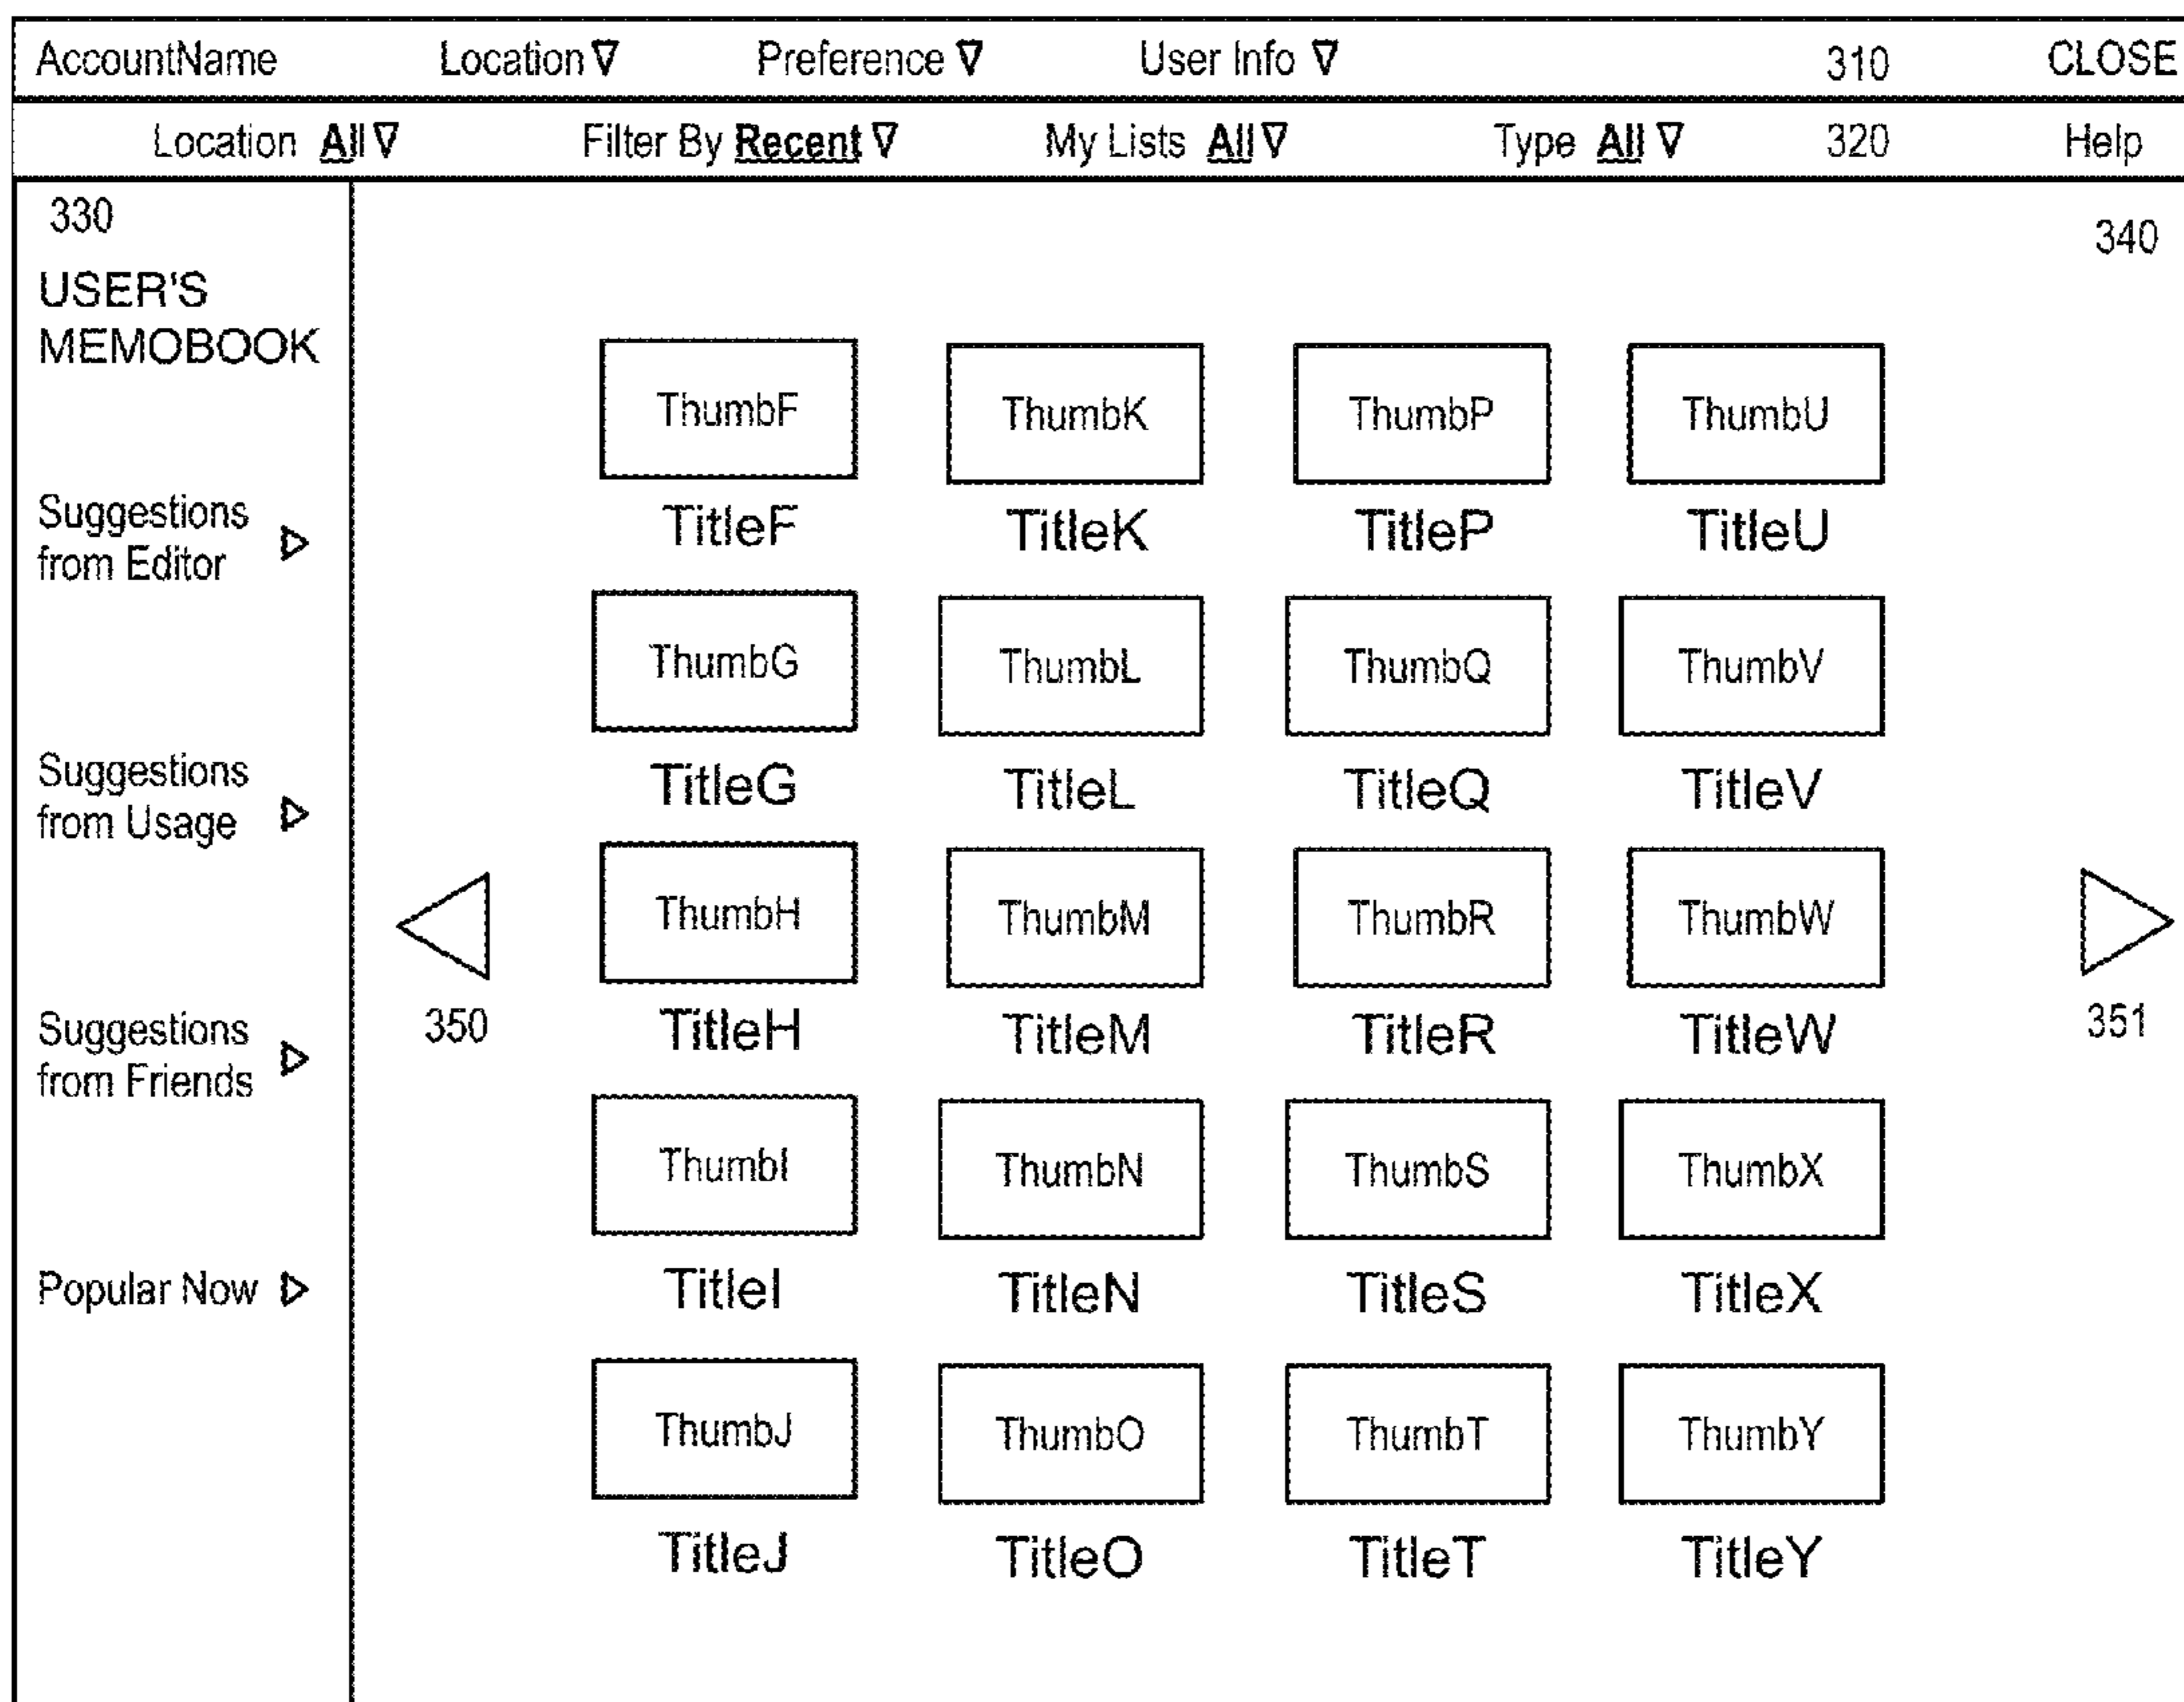 AccountName Location Preference User Info 310 CLOSE
Location All Filter By Recent My Lists All Type All 320 Help
330
340
USER'S
MEMOBOOK
Suggestions
from Editor
Suggestions
from Usage
Suggestions
from Friends
Popular Now
350
ThumbF ThumbK ThumbP ThumbU
TitleF TitleK TitleP TitleU
ThumbG ThumbL ThumbQ ThumbV
TitleG TitleL TitleQ TitleV
ThumbH ThumbM ThumbR ThumbW
TitleH TitleM TitleR TitleW
ThumbI ThumbN ThumbS ThumbX
TitleI TitleN TitleS TitleX
ThumbJ ThumbO ThumbT ThumbY
TitleJ TitleO TitleT TitleY
351